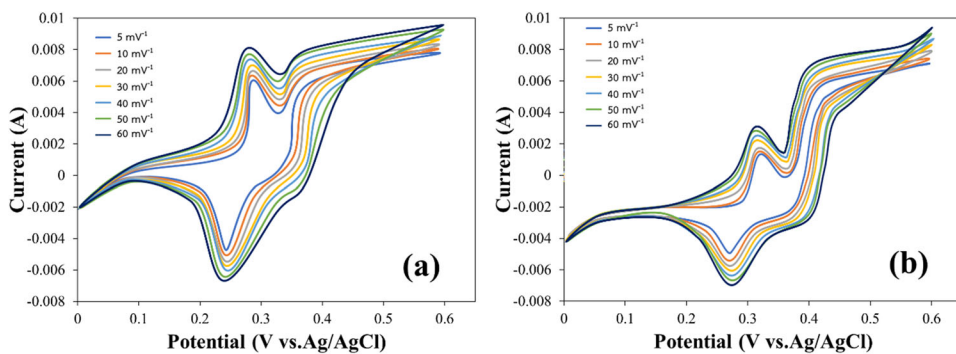 0.01
0.008
0.006
0.004
0.002
0
-0.002
-0.004
-0.006
-0.008
Current (A)
5 mV⁻¹
10 mV⁻¹
20 mV⁻¹
30 mV⁻¹
40 mV⁻¹
50 mV⁻¹
60 mV⁻¹
(a)
0 0.1 0.2 0.3 0.4 0.5 0.6
Potential (V vs.Ag/AgCl)
0.01
0.008
0.006
0.004
0.002
0
-0.002
-0.004
-0.006
-0.008
Current (A)
5 mV⁻¹
10 mV⁻¹
20 mV⁻¹
30 mV⁻¹
40 mV⁻¹
50 mV⁻¹
60 mV⁻¹
(b)
0 0.1 0.2 0.3 0.4 0.5 0.6
Potential (V vs.Ag/AgCl)